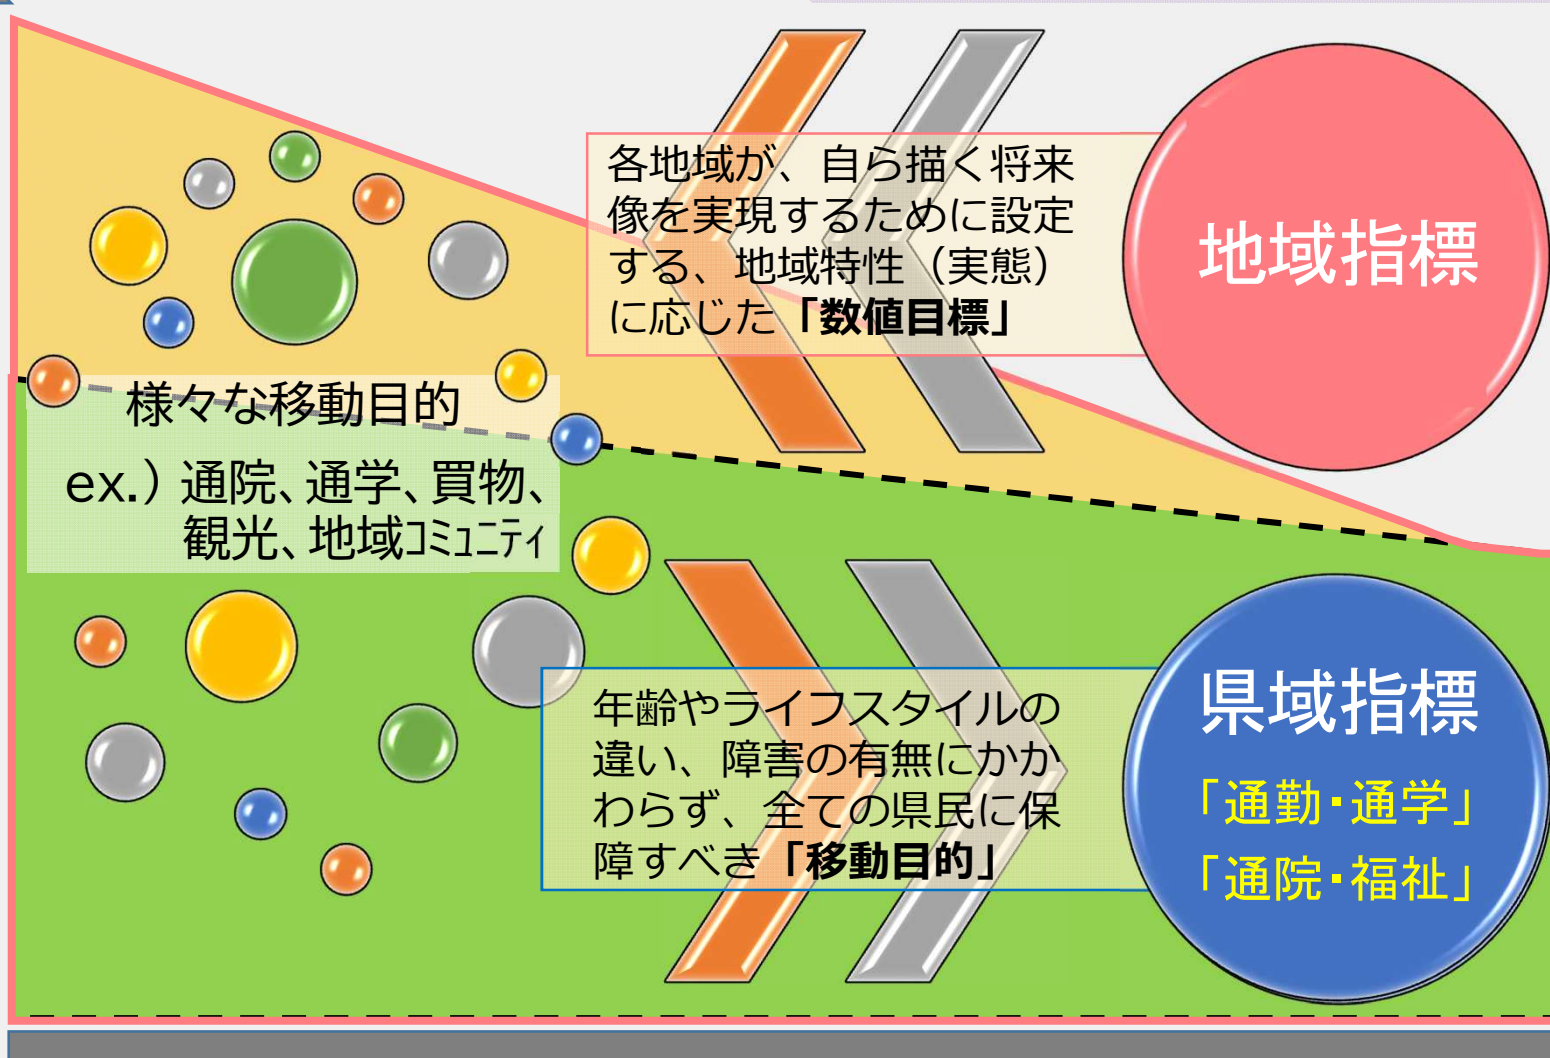 各地域が、自ら描く将来
像を実現するために設定
する、地域特性（実態）
に応じた「数値目標」
地域指標
様々な移動目的
ex.）通院、通学、買物、
観光、地域ｺﾐｭﾆﾃｨ
年齢やライフスタイルの
違い、障害の有無にかか
わらず、全ての県民に保
障すべき「移動目的」
県域指標
「通勤・通学」
「通院・福祉」